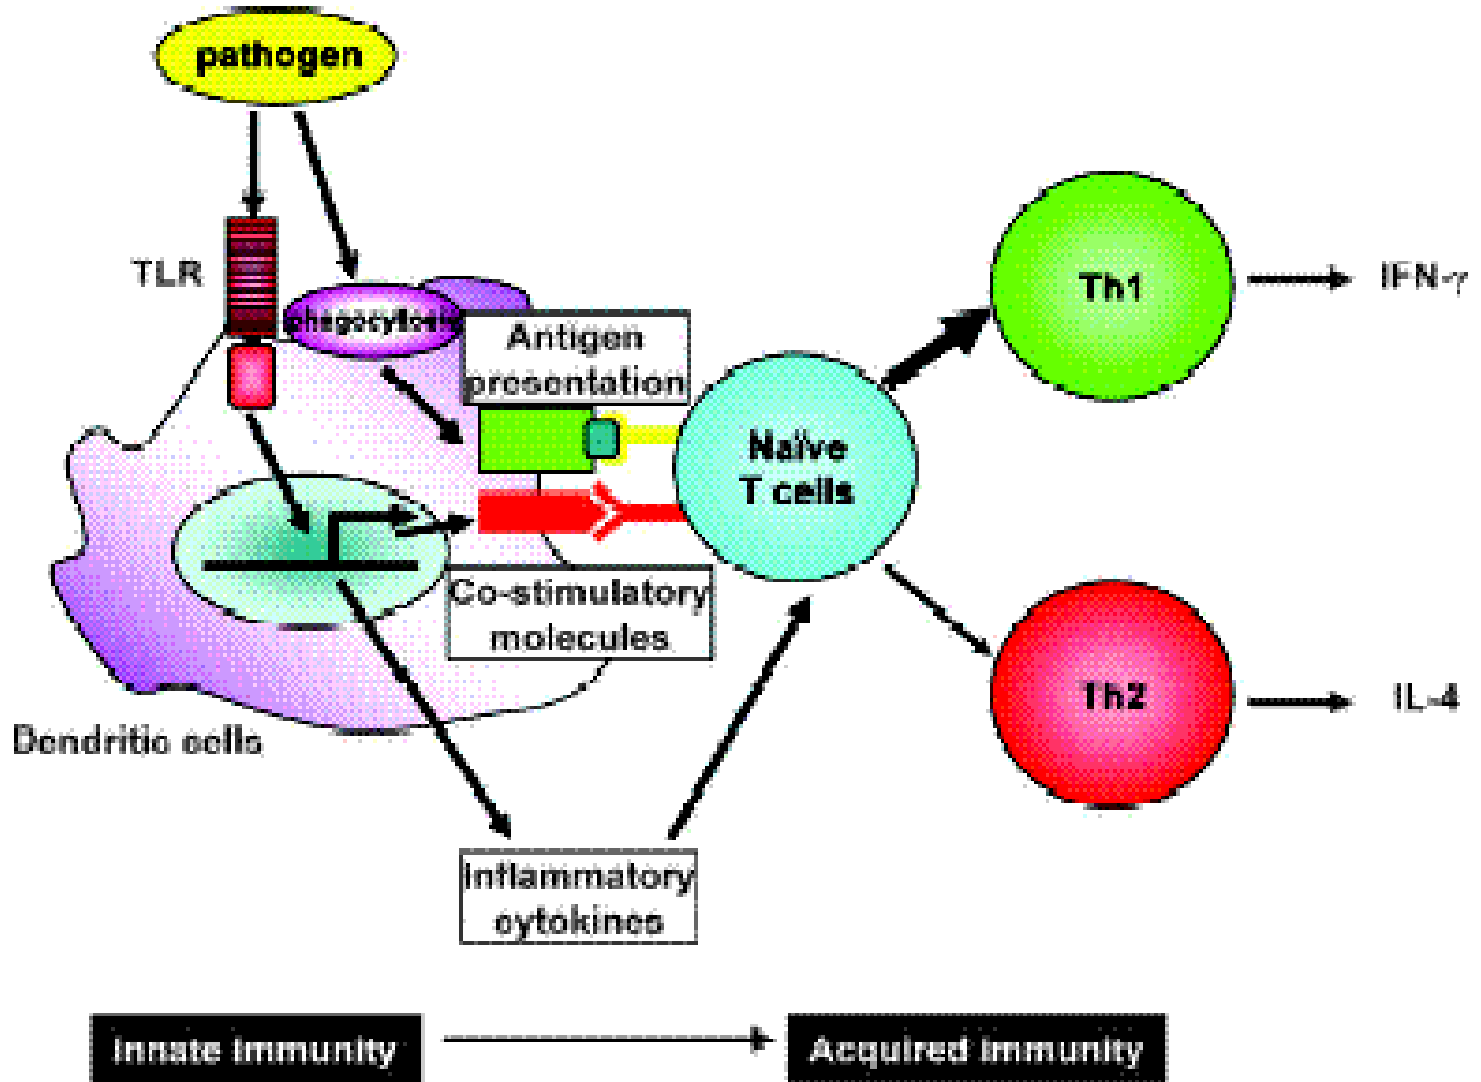 pathogen
TLR
phagocytosis
Antigen
presentation
Naïve
T cells
Th1
IFN-γ
Co-stimulatory
molecules
Th2
IL-4
Dendritic cells
Inflammatory
cytokines
Innate immunity
Acquired immunity